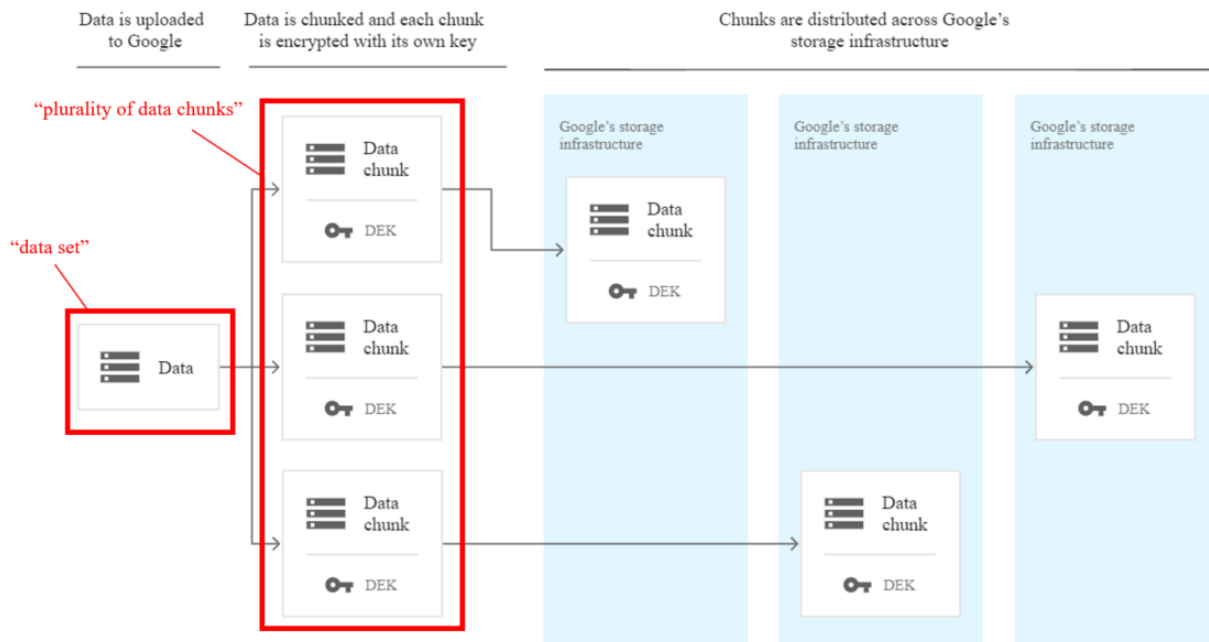 Data is uploaded
to Google
Data is chunked and each chunk
is encrypted with its own key
Chunks are distributed across Google's
storage infrastructure
“plurality of data chunks”
“data set”
Data
Data
chunk
DEK
Data
chunk
DEK
Data
chunk
DEK
Google's storage
infrastructure
Data
chunk
DEK
Google's storage
infrastructure
Data
chunk
DEK
Google's storage
infrastructure
Data
chunk
DEK